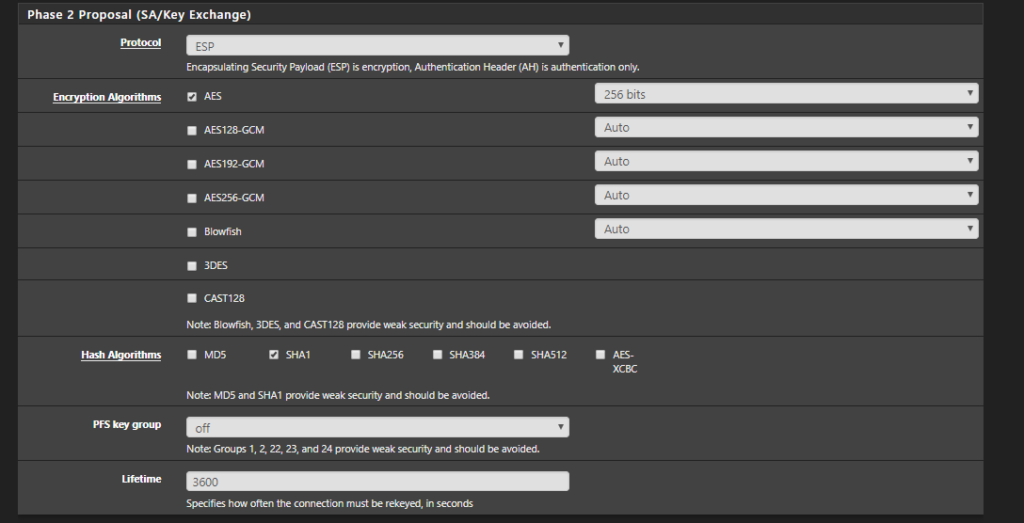 Phase 2 Proposal (SA/Key Exchange)
Protocol
ESP
Encapsulating Security Payload (ESP) is encryption, Authentication Header (AH) is authentication only.
Encryption Algorithms
AES
256 bits
AES128-GCM
Auto
AES192-GCM
Auto
AES256-GCM
Auto
Blowfish
Auto
3DES
CAST128
Note: Blowfish, 3DES, and CAST128 provide weak security and should be avoided.
Hash Algorithms
MD5
SHA1
SHA256
SHA384
SHA512
AES-
XCBC
Note: MD5 and SHA1 provide weak security and should be avoided.
PFS key group
off
Note: Groups 1, 2, 22, 23, and 24 provide weak security and should be avoided.
Lifetime
3600
Specifies how often the connection must be rekeyed, in seconds